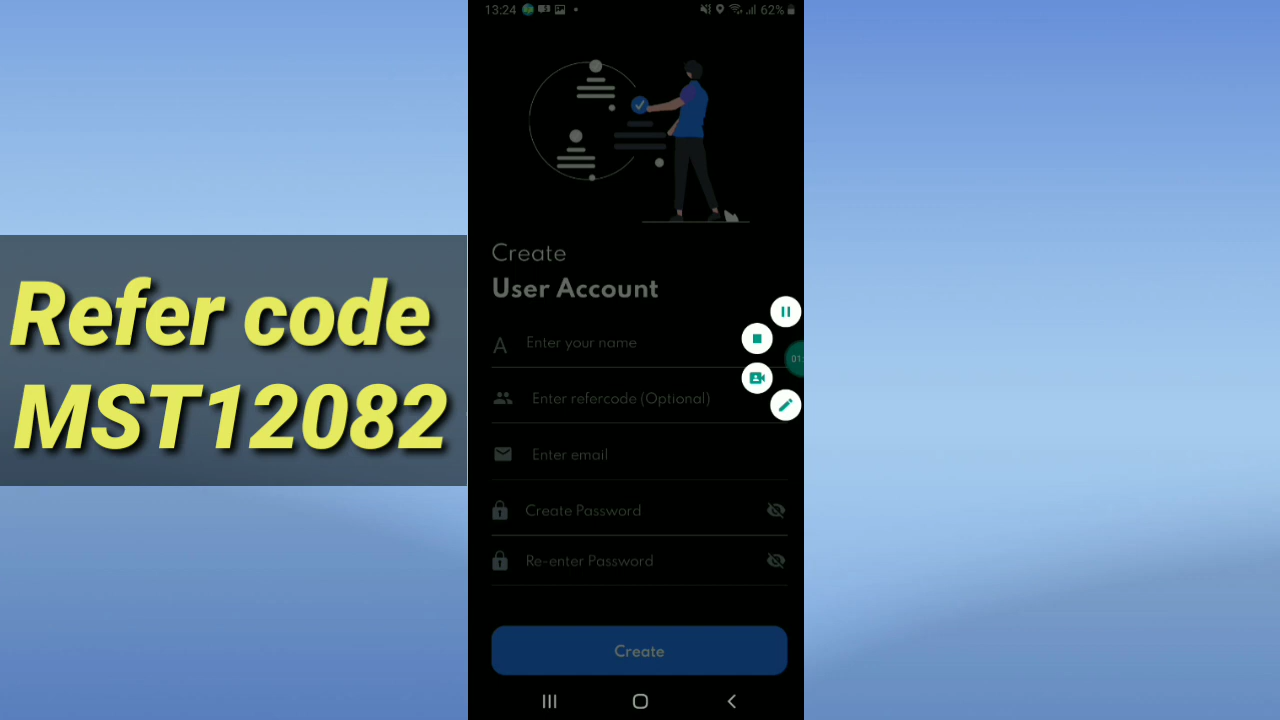 13:24
62%
Refer code
MST12082
Create
User Account
Enter your name
Enter refercode (Optional)
Enter email
Create Password
Re-enter Password
Create